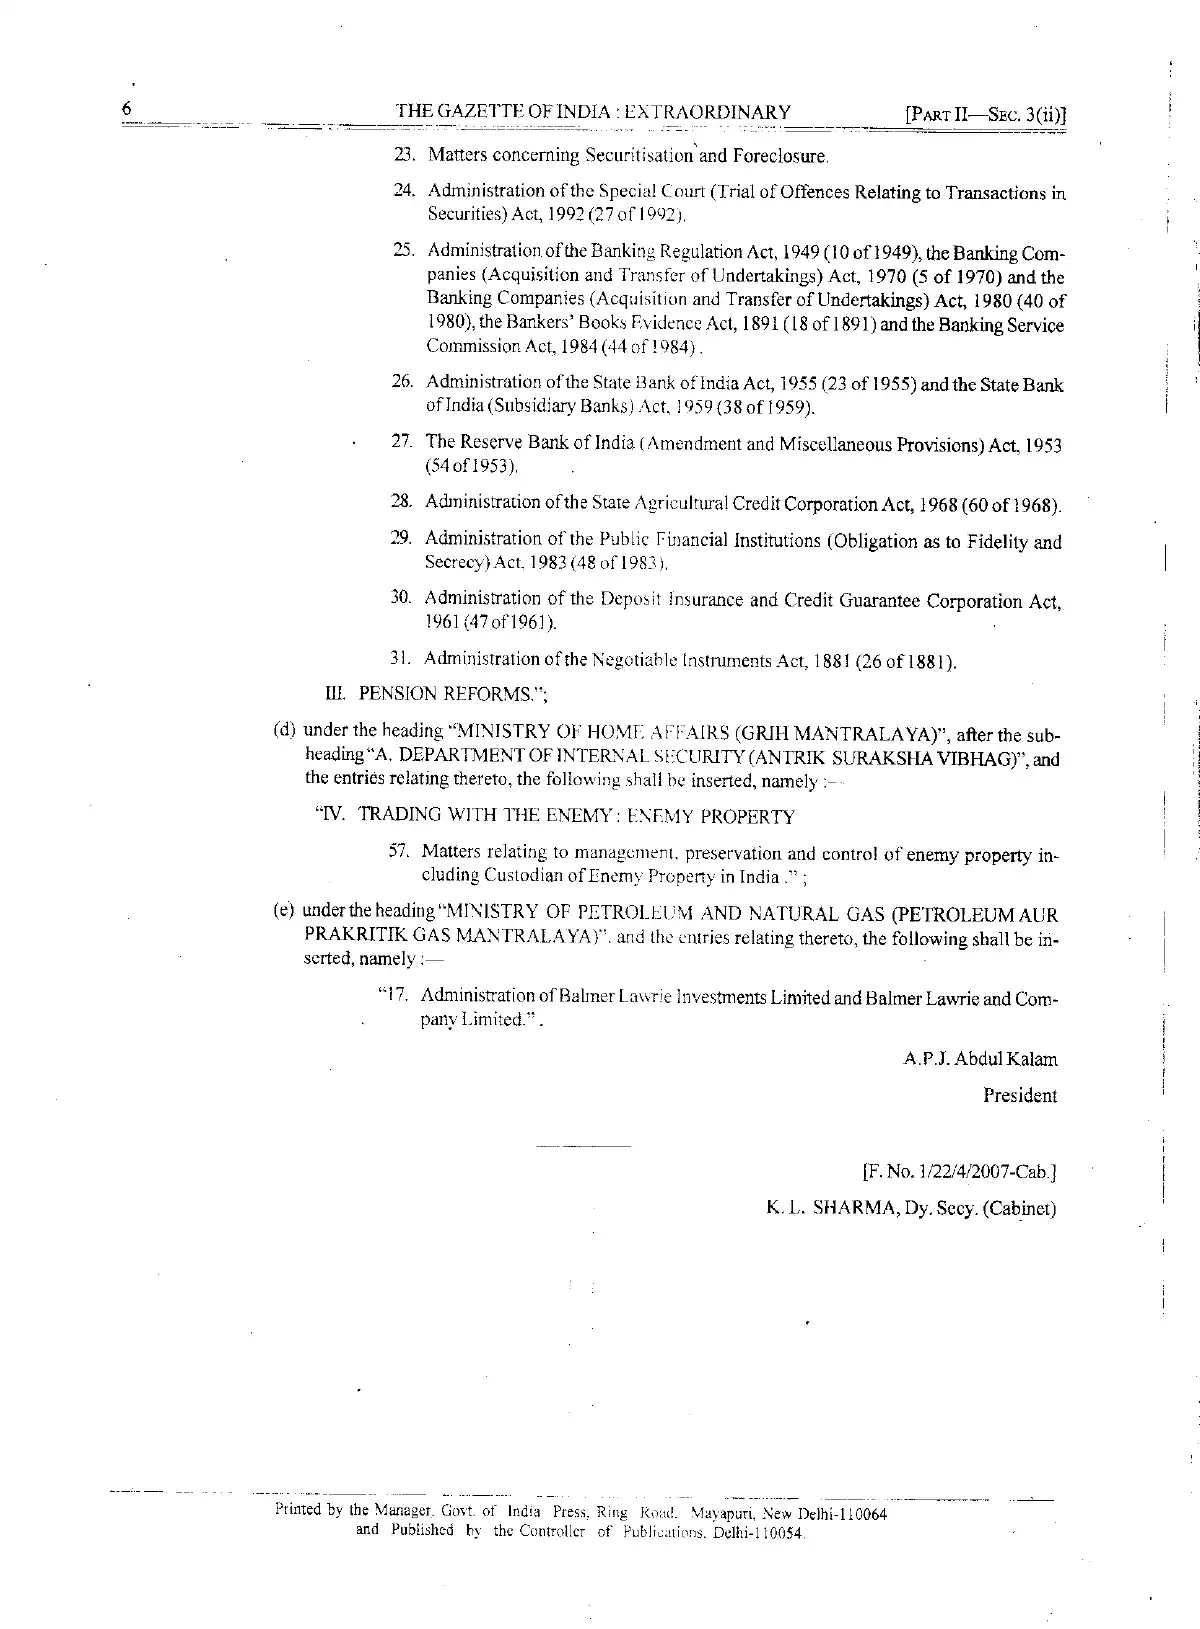 6 THE GAZETTE OF INDIA : EXTRAORDINARY [PART II—SEC. 3(ii)]
23. Matters concerning Securitisation and Foreclosure.
24. Administration of the Special Court (Trial of Offences Relating to Transactions in
Securities) Act, 1992 (27 of 1992).
25. Administration of the Banking Regulation Act, 1949 (10 of 1949), the Banking Com-
panies (Acquisition and Transfer of Undertakings) Act, 1970 (5 of 1970) and the
Banking Companies (Acquisition and Transfer of Undertakings) Act, 1980 (40 of
1980), the Bankers' Books Evidence Act, 1891 (18 of 1891) and the Banking Service
Commission Act, 1984 (44 of 1984) .
26. Administration of the State Bank of India Act, 1955 (23 of 1955) and the State Bank
of India (Subsidiary Banks) Act, 1959 (38 of 1959).
27. The Reserve Bank of India (Amendment and Miscellaneous Provisions) Act, 1953
(54 of 1953).
28. Administration of the State Agricultural Credit Corporation Act, 1968 (60 of 1968).
29. Administration of the Public Financial Institutions (Obligation as to Fidelity and
Secrecy) Act, 1983 (48 of 1983).
30. Administration of the Deposit Insurance and Credit Guarantee Corporation Act,
1961 (47 of 1961).
31. Administration of the Negotiable Instruments Act, 1881 (26 of 1881).
III. PENSION REFORMS.";
(d) under the heading "MINISTRY OF HOME AFFAIRS (GRIH MANTRALAYA)", after the sub-
heading "A. DEPARTMENT OF INTERNAL SECURITY (ANTRIK SURAKSHA VIBHAG)", and
the entries relating thereto, the following shall be inserted, namely :—
"IV. TRADING WITH THE ENEMY : ENEMY PROPERTY
57. Matters relating to management, preservation and control of enemy property in-
cluding Custodian of Enemy Property in India ." ;
(e) under the heading "MINISTRY OF PETROLEUM AND NATURAL GAS (PETROLEUM AUR
PRAKRITIK GAS MANTRALAYA)", and the entries relating thereto, the following shall be in-
serted, namely :—
"17. Administration of Balmer Lawrie Investments Limited and Balmer Lawrie and Com-
pany Limited." .
A.P.J. Abdul Kalam
President
[F. No. 1/22/4/2007-Cab.]
K. L. SHARMA, Dy. Secy. (Cabinet)
Printed by the Manager, Govt. of India Press, Ring Road, Mayapuri, New Delhi-110064
and Published by the Controller of Publications, Delhi-110054.